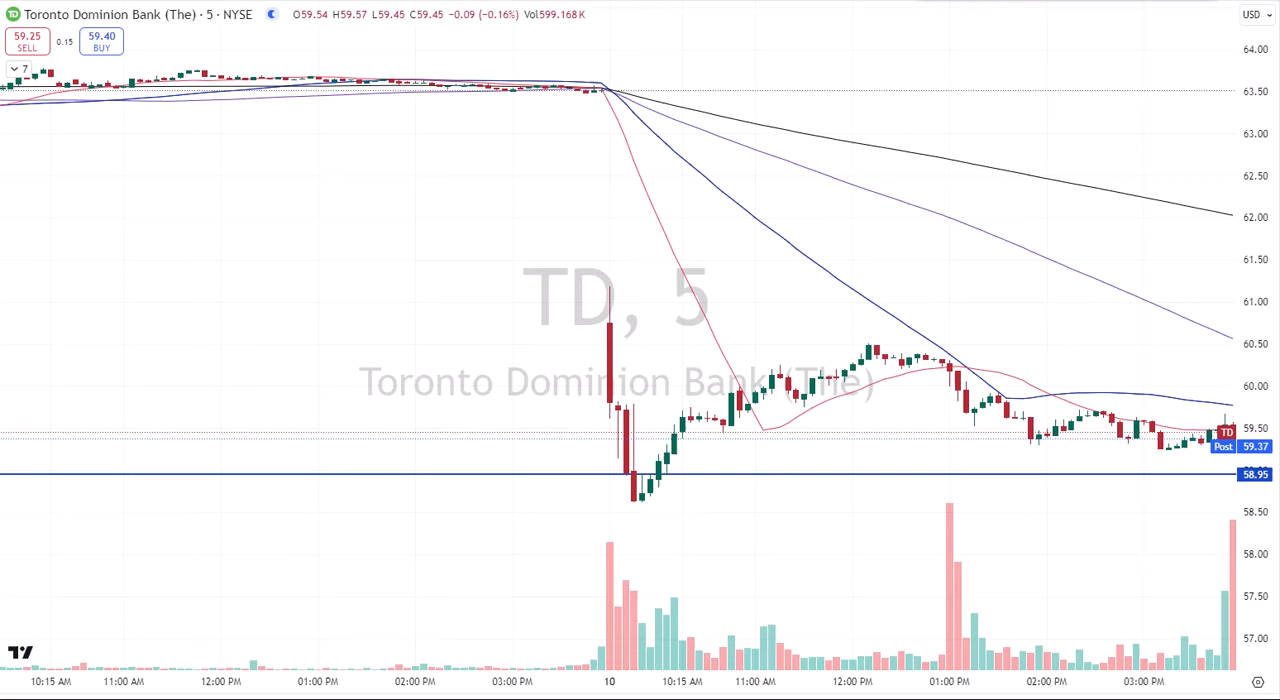 TD Toronto Dominion Bank (The) · 5 · NYSE O59.54 H59.57 L59.45 C59.45 −0.09 (−0.16%) Vol599.168K USD
59.25 SELL 0.15 59.40 BUY
7
64.00
63.50
63.00
62.50
62.00
61.50
TD, 5
61.00
60.50
Toronto Dominion Bank (The)
60.00
59.50
TD
Post 59.37
58.95
58.50
58.00
57.50
57.00
10:15 AM 11:00 AM 12:00 PM 01:00 PM 02:00 PM 03:00 PM 10 10:15 AM 11:00 AM 12:00 PM 01:00 PM 02:00 PM 03:00 PM